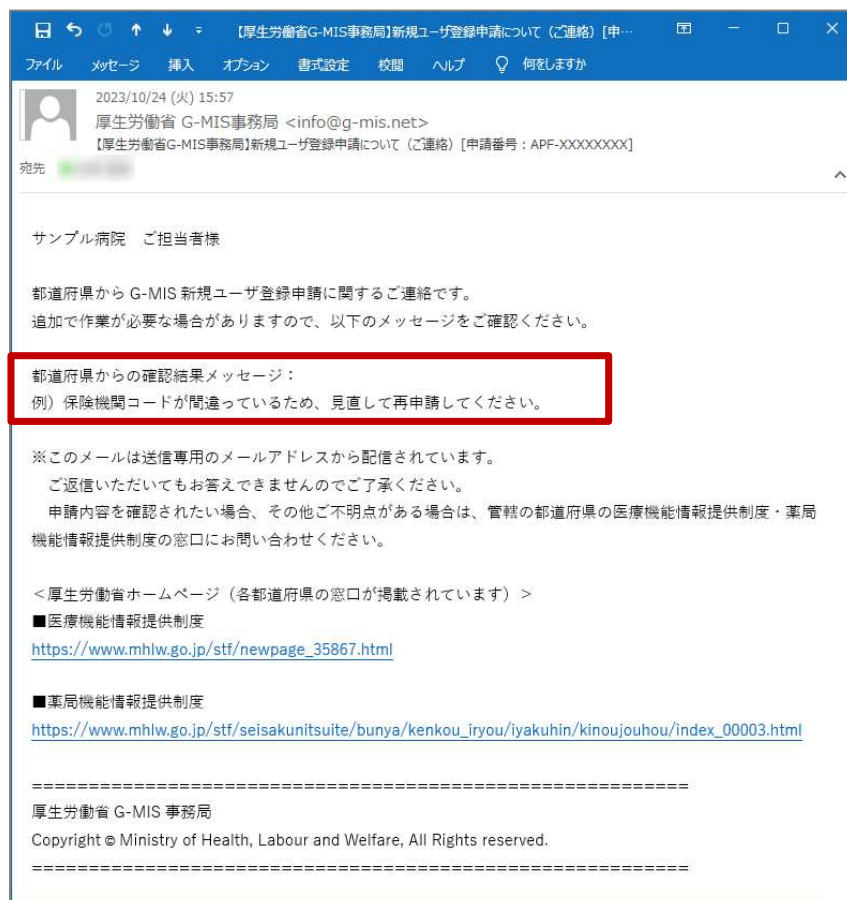 【厚生労働省G-MIS事務局】新規ユーザ登録申請について（ご連絡）[申…
ファイル メッセージ 挿入 オプション 書式設定 校閲 ヘルプ 何をしますか
2023/10/24 (火) 15:57
厚生労働省 G-MIS事務局 <info@g-mis.net>
【厚生労働省G-MIS事務局】新規ユーザ登録申請について（ご連絡）[申請番号：APF-XXXXXXXX]
宛先
サンプル病院　ご担当者様
都道府県から G-MIS 新規ユーザ登録申請に関するご連絡です。
追加で作業が必要な場合がありますので、以下のメッセージをご確認ください。
都道府県からの確認結果メッセージ：
例）保険機関コードが間違っているため、見直して再申請してください。
※このメールは送信専用のメールアドレスから配信されています。
ご返信いただいてもお答えできませんのでご了承ください。
申請内容を確認されたい場合、その他ご不明点がある場合は、管轄の都道府県の医療機能情報提供制度・薬局
機能情報提供制度の窓口にお問い合わせください。
＜厚生労働省ホームページ（各都道府県の窓口が掲載されています）＞
■医療機能情報提供制度
https://www.mhlw.go.jp/stf/newpage_35867.html
■薬局機能情報提供制度
https://www.mhlw.go.jp/stf/seisakunitsuite/bunya/kenkou_iryou/iyakuhin/kinoujouhou/index_00003.html
==========================================================
厚生労働省 G-MIS 事務局
Copyright © Ministry of Health, Labour and Welfare, All Rights reserved.
==========================================================